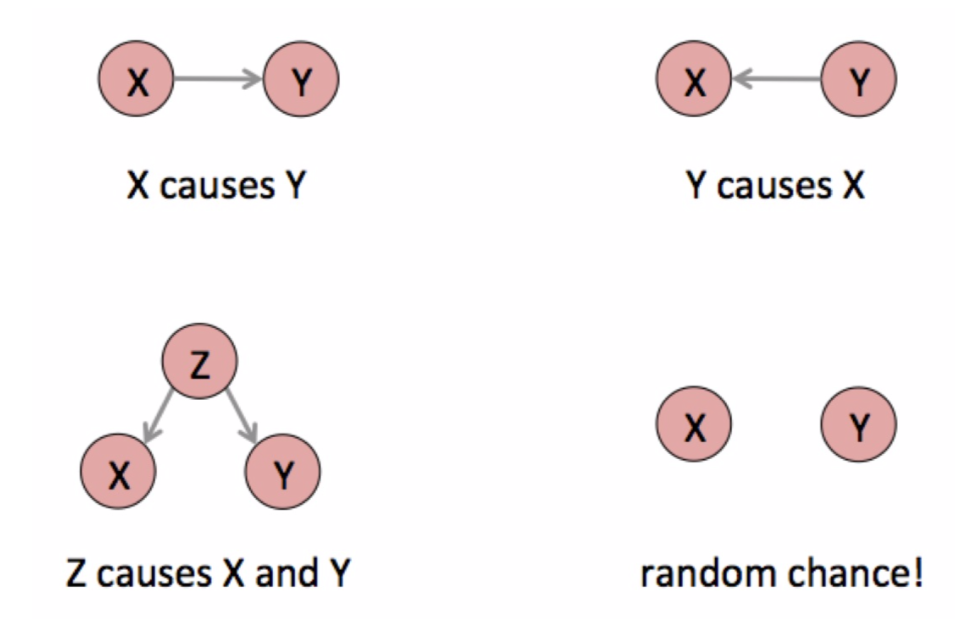 X Y
X causes Y
X Y
Y causes X
Z
X Y
Z causes X and Y
X Y
random chance!